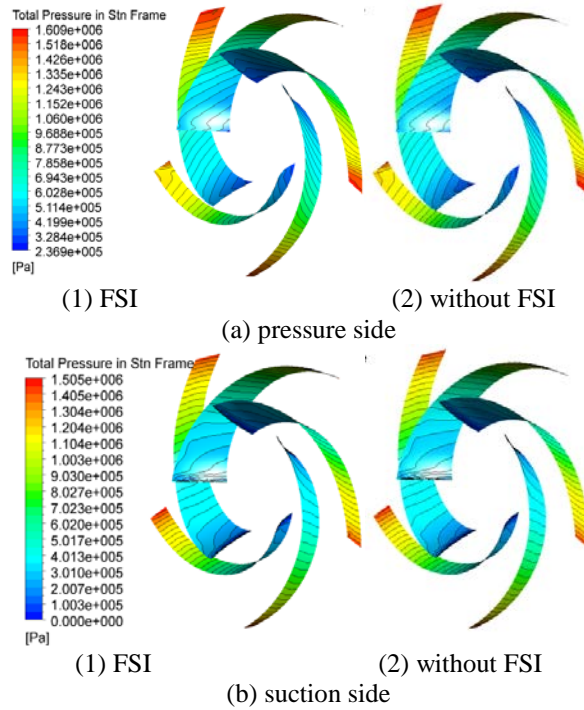 Total Pressure in Stn Frame
1.609e+006
1.518e+006
1.426e+006
1.335e+006
1.243e+006
1.152e+006
1.060e+006
9.688e+005
8.773e+005
7.858e+005
6.943e+005
6.028e+005
5.114e+005
4.199e+005
3.284e+005
2.369e+005
[Pa]
(1) FSI (2) without FSI
(a) pressure side
Total Pressure in Stn Frame
1.505e+006
1.405e+006
1.304e+006
1.204e+006
1.104e+006
1.003e+006
9.030e+005
8.027e+005
7.023e+005
6.020e+005
5.017e+005
4.013e+005
3.010e+005
2.007e+005
1.003e+005
0.000e+000
[Pa]
(1) FSI (2) without FSI
(b) suction side